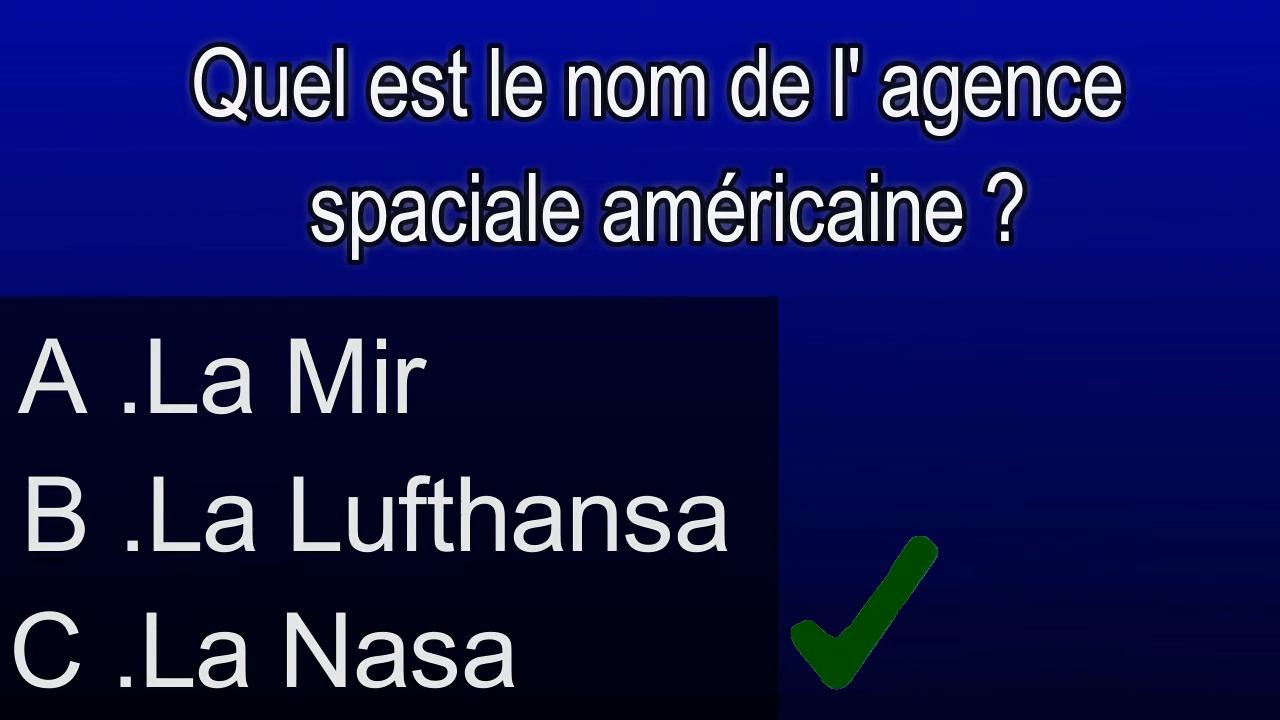 Quel est le nom de l' agence
spaciale américaine ?
A .La Mir
B .La Lufthansa
C .La Nasa